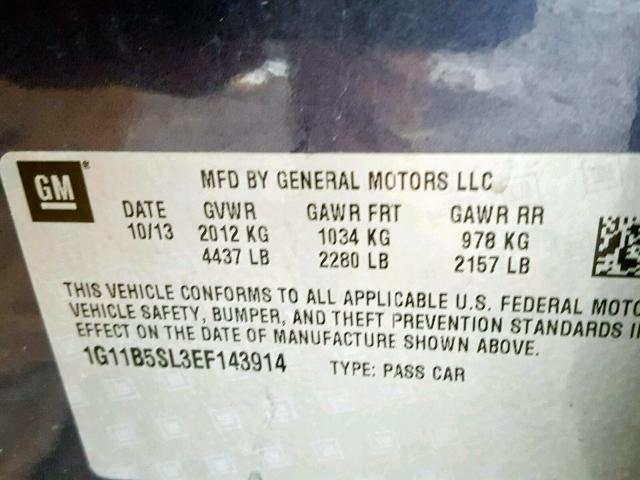 GM®
MFD BY GENERAL MOTORS LLC
DATE GVWR GAWR FRT GAWR RR
10/13 2012 KG 1034 KG 978 KG
4437 LB 2280 LB 2157 LB
THIS VEHICLE CONFORMS TO ALL APPLICABLE U.S. FEDERAL MOTO
VEHICLE SAFETY, BUMPER, AND THEFT PREVENTION STANDARDS I
EFFECT ON THE DATE OF MANUFACTURE SHOWN ABOVE.
1G11B5SL3EF143914 TYPE: PASS CAR